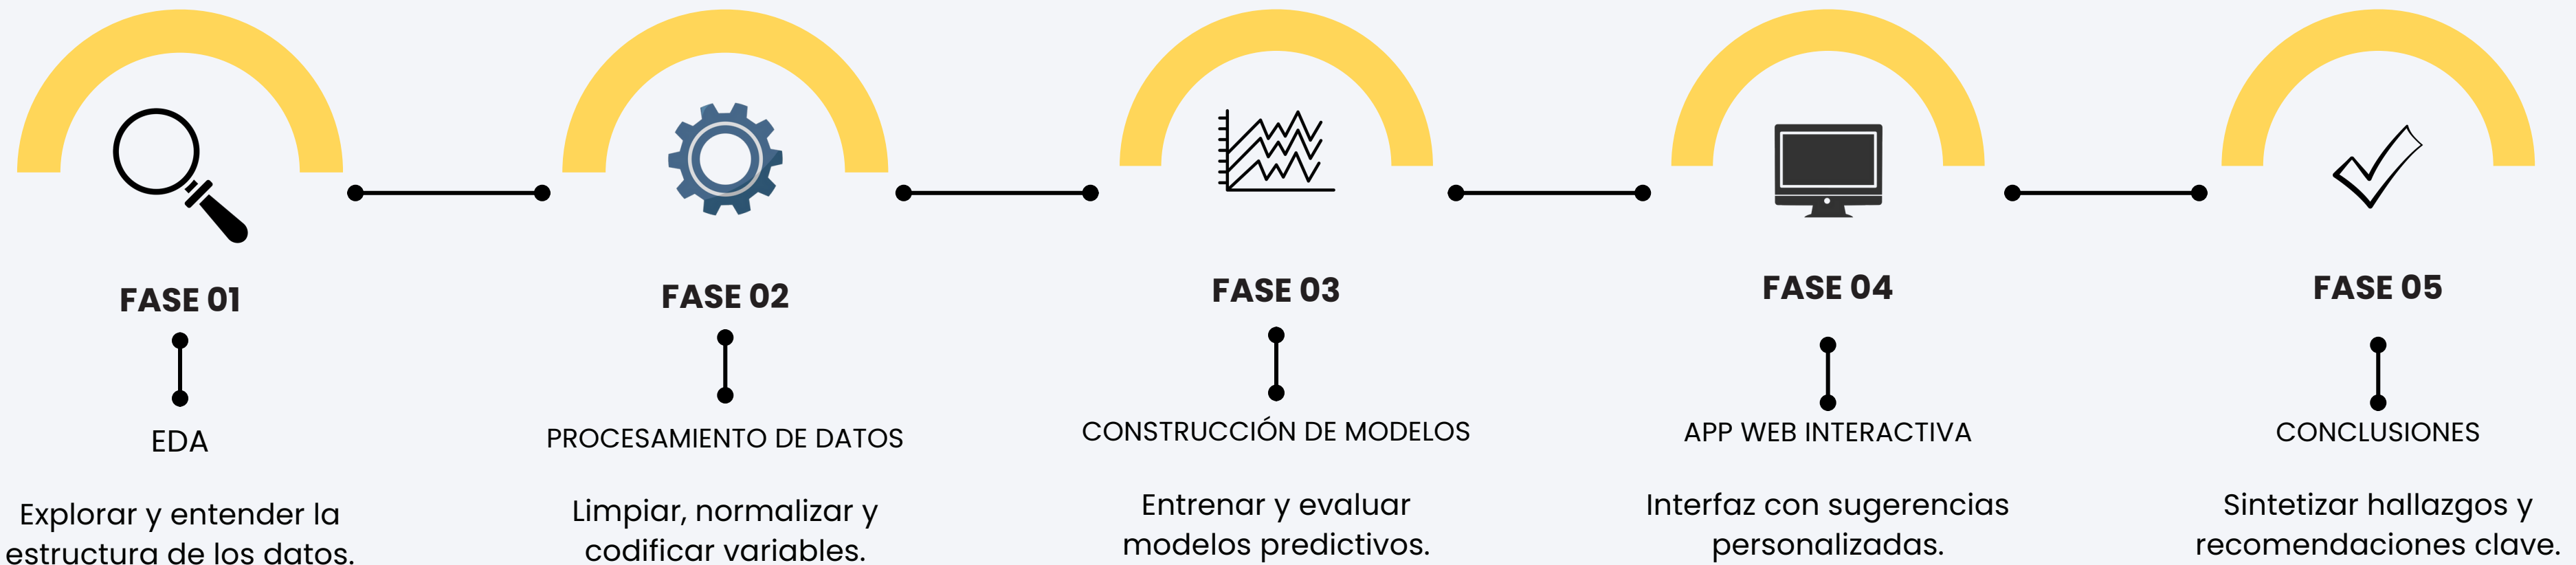 FASE 01
EDA
Explorar y entender la
estructura de los datos.
FASE 02
PROCESAMIENTO DE DATOS
Limpiar, normalizar y
codificar variables.
FASE 03
CONSTRUCCIÓN DE MODELOS
Entrenar y evaluar
modelos predictivos.
FASE 04
APP WEB INTERACTIVA
Interfaz con sugerencias
personalizadas.
FASE 05
CONCLUSIONES
Sintetizar hallazgos y
recomendaciones clave.